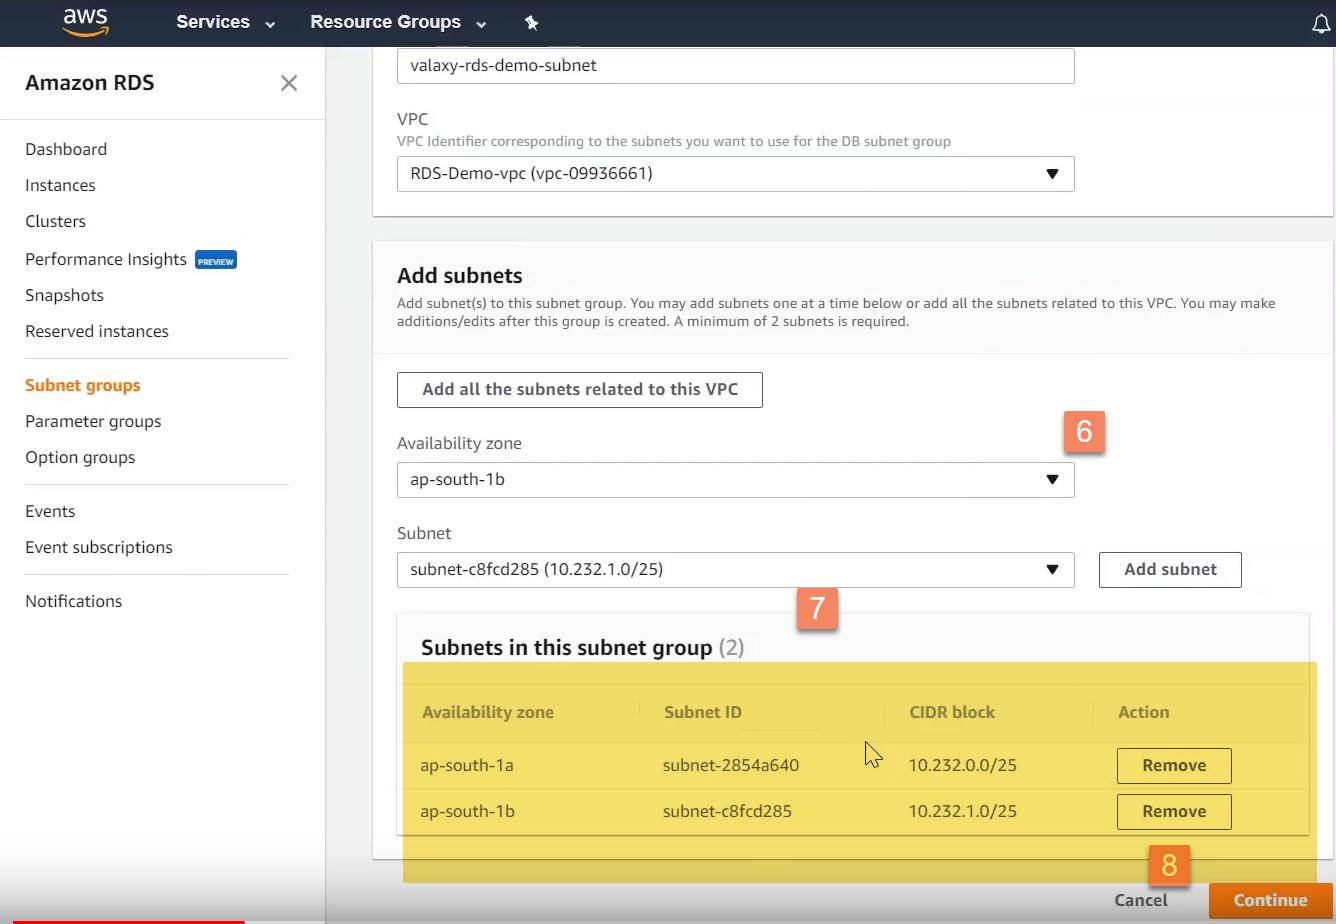 aws Services Resource Groups
Amazon RDS
Dashboard
Instances
Clusters
Performance Insights PREVIEW
Snapshots
Reserved instances
Subnet groups
Parameter groups
Option groups
Events
Event subscriptions
Notifications
valaxy-rds-demo-subnet
VPC
VPC Identifier corresponding to the subnets you want to use for the DB subnet group
RDS-Demo-vpc (vpc-09936661)
Add subnets
Add subnet(s) to this subnet group. You may add subnets one at a time below or add all the subnets related to this VPC. You may make
additions/edits after this group is created. A minimum of 2 subnets is required.
Add all the subnets related to this VPC
6
Availability zone
ap-south-1b
Subnet
subnet-c8fcd285 (10.232.1.0/25) Add subnet
7
Subnets in this subnet group (2)
Availability zone Subnet ID CIDR block Action
ap-south-1a subnet-2854a640 10.232.0.0/25 Remove
ap-south-1b subnet-c8fcd285 10.232.1.0/25 Remove
8
Cancel Continue